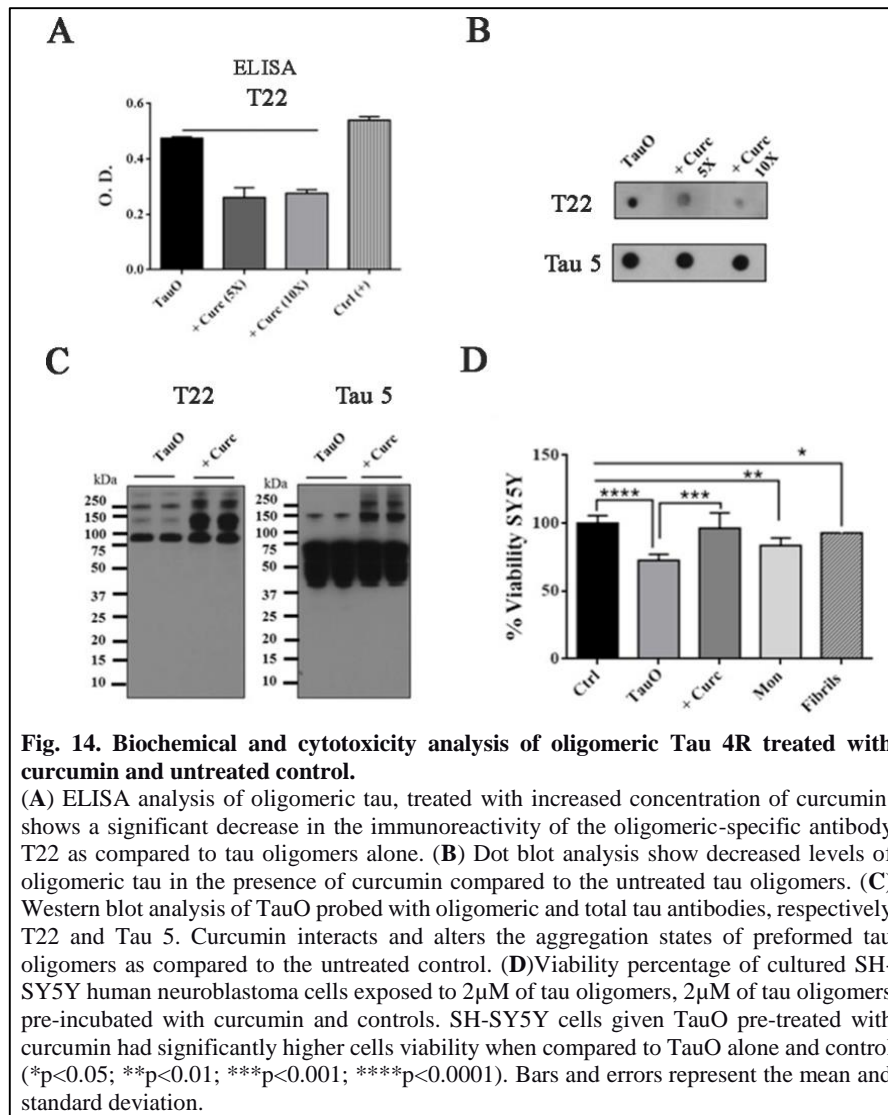 A
ELISA
T22
O. D.
0.6
0.4
0.2
0.0
TauO
+ Curc (5X)
+ Curc (10X)
Ctrl (+)
B
TauO
+ Curc 5X
+ Curc 10X
T22
Tau 5
C
T22
Tau 5
TauO
+ Curc
TauO
+ Curc
kDa
250
150
100
75
50
37
25
20
15
10
kDa
250
150
100
75
50
37
25
20
15
10
D
% Viability SY5Y
150
100
50
0
*
**
****
***
Ctrl
TauO
+ Curc
Mon
Fibrils
Fig. 14. Biochemical and cytotoxicity analysis of oligomeric Tau 4R treated with
curcumin and untreated control.
(A) ELISA analysis of oligomeric tau, treated with increased concentration of curcumin
shows a significant decrease in the immunoreactivity of the oligomeric-specific antibody
T22 as compared to tau oligomers alone. (B) Dot blot analysis show decreased levels of
oligomeric tau in the presence of curcumin compared to the untreated tau oligomers. (C)
Western blot analysis of TauO probed with oligomeric and total tau antibodies, respectively
T22 and Tau 5. Curcumin interacts and alters the aggregation states of preformed tau
oligomers as compared to the untreated control. (D)Viability percentage of cultured SH-
SY5Y human neuroblastoma cells exposed to 2µM of tau oligomers, 2µM of tau oligomers
pre-incubated with curcumin and controls. SH-SY5Y cells given TauO pre-treated with
curcumin had significantly higher cells viability when compared to TauO alone and control
(*p<0.05; **p<0.01; ***p<0.001; ****p<0.0001). Bars and errors represent the mean and
standard deviation.